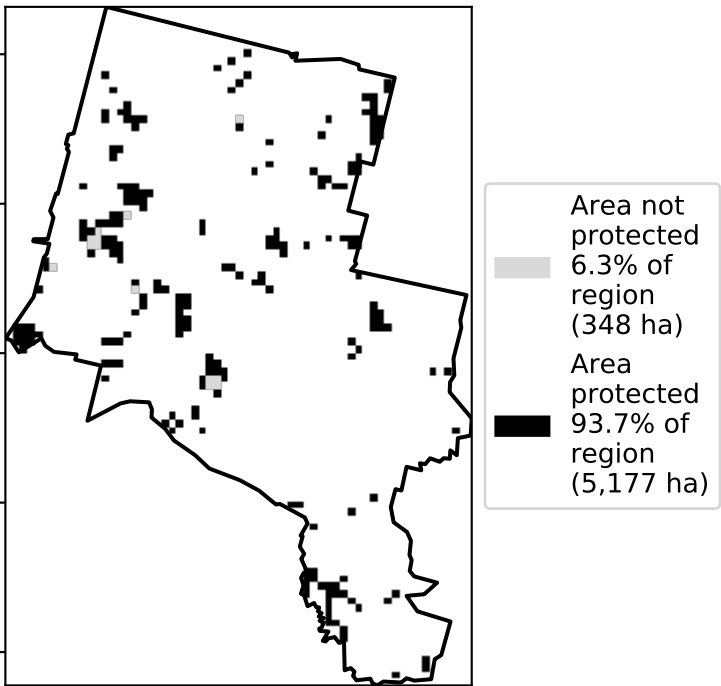 Area not
protected
6.3% of
region
(348 ha)
Area
protected
93.7% of
region
(5,177 ha)